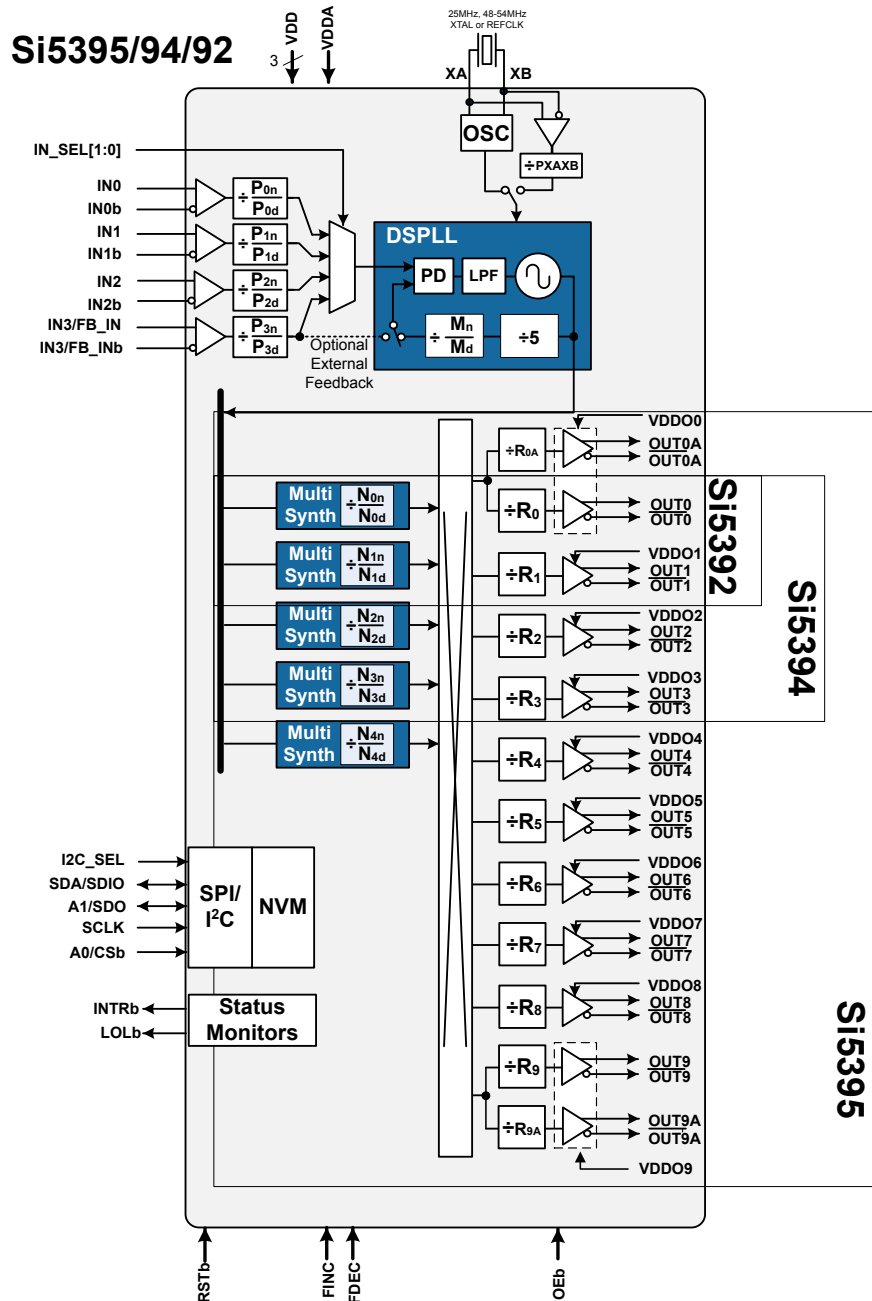 Si5395/94/92
VDD
3
VDDA
25MHz, 48-54MHz
XTAL or REFCLK
XA
XB
OSC
÷PXAXB
IN_SEL[1:0]
IN0
IN0b
÷ P0n
P0d
IN1
IN1b
÷ P1n
P1d
IN2
IN2b
÷ P2n
P2d
IN3/FB_IN
IN3/FB_INb
÷ P3n
P3d
DSPLL
PD
LPF
÷ Mn
Md
÷5
Optional
External
Feedback
Multi
Synth
÷ N0n
N0d
Multi
Synth
÷ N1n
N1d
Multi
Synth
÷ N2n
N2d
Multi
Synth
÷ N3n
N3d
Multi
Synth
÷ N4n
N4d
÷R0A
÷R0
÷R1
÷R2
÷R3
÷R4
÷R5
÷R6
÷R7
÷R8
÷R9
÷R9A
VDDO0
OUT0A
OUT0A
OUT0
OUT0
VDDO1
OUT1
OUT1
VDDO2
OUT2
OUT2
VDDO3
OUT3
OUT3
VDDO4
OUT4
OUT4
VDDO5
OUT5
OUT5
VDDO6
OUT6
OUT6
VDDO7
OUT7
OUT7
VDDO8
OUT8
OUT8
OUT9
OUT9
OUT9A
OUT9A
VDDO9
Si5392
Si5394
Si5395
I2C_SEL
SDA/SDIO
A1/SDO
SCLK
A0/CSb
SPI/
I²C
NVM
INTRb
LOLb
Status
Monitors
RSTb
FINC
FDEC
OEb